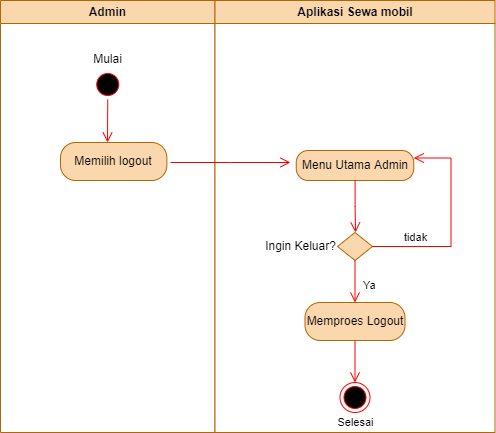 Admin
Aplikasi Sewa mobil
Mulai
Memilih logout
Menu Utama Admin
Ingin Keluar?
tidak
Ya
Memproes Logout
Selesai